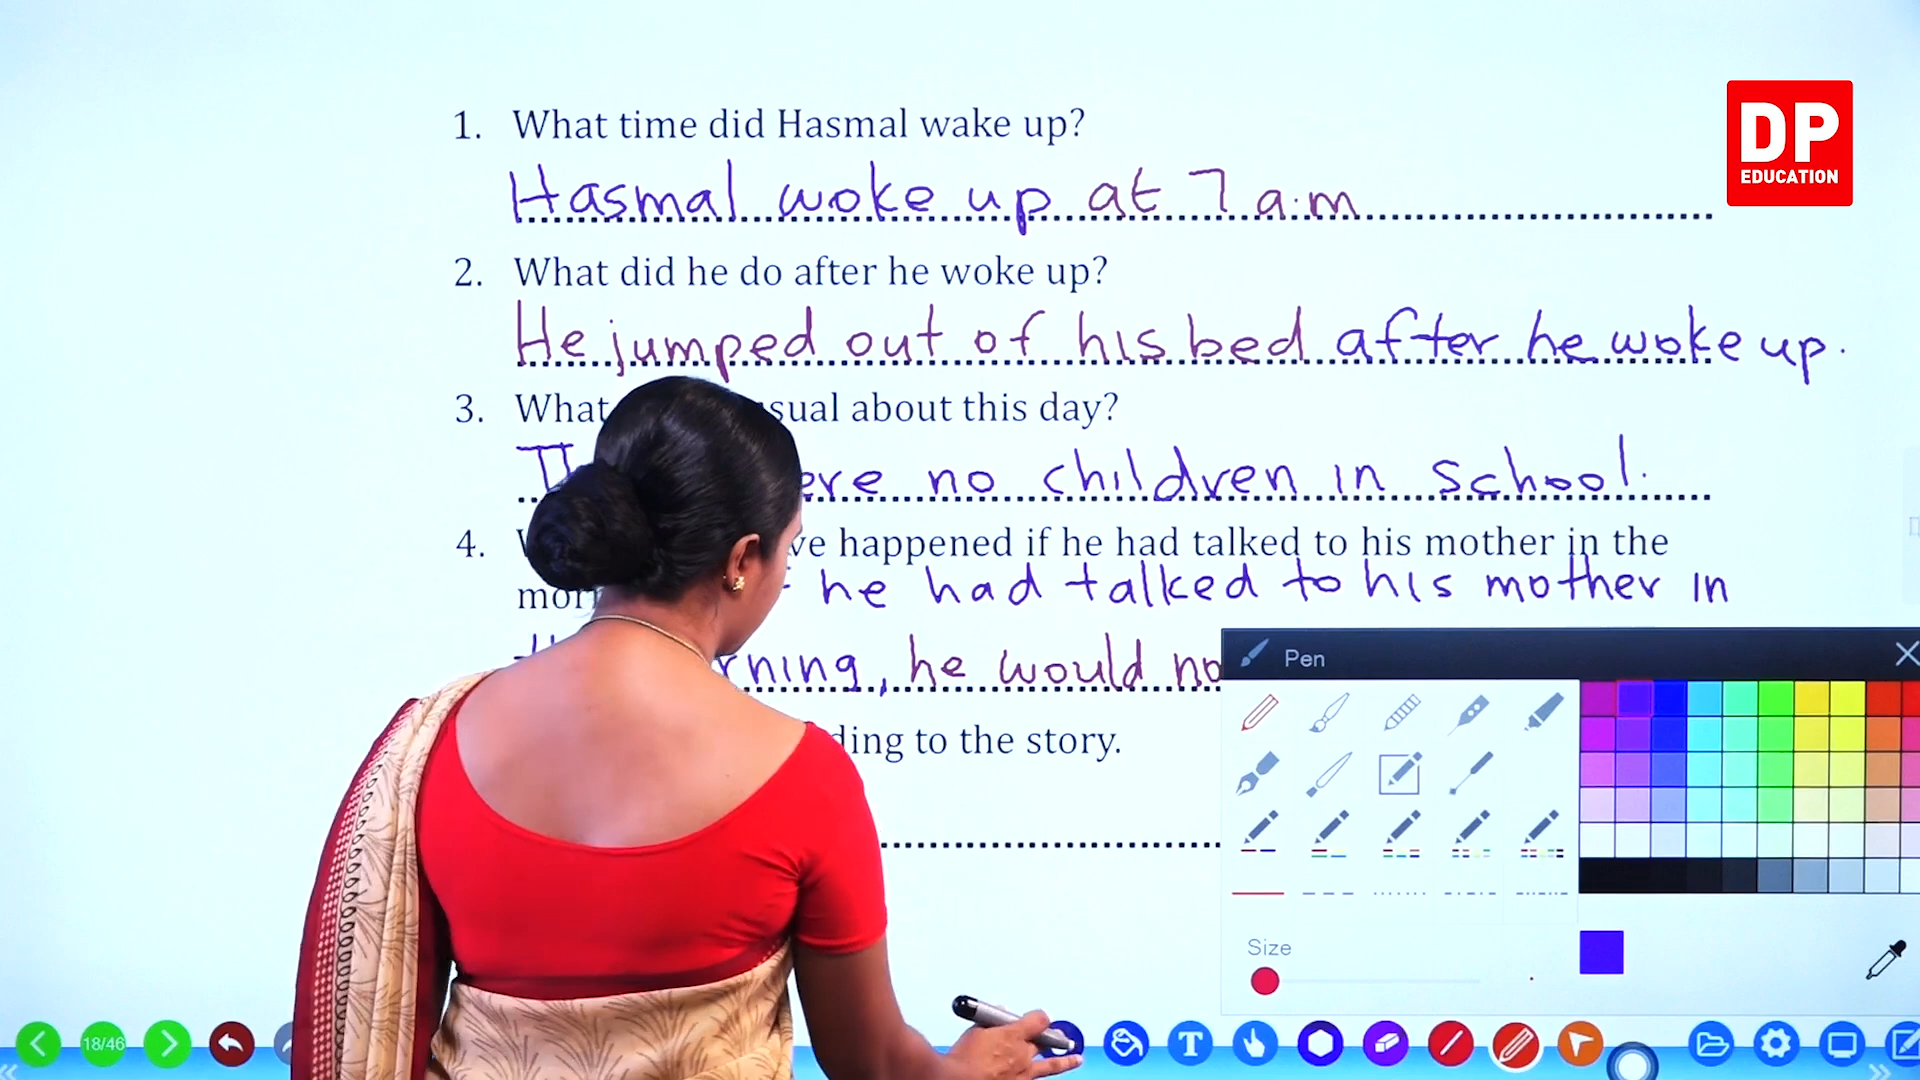 DP
EDUCATION
1. What time did Hasmal wake up?
Hasmal woke up at 7 a.m
2. What did he do after he woke up?
He jumped out of his bed after he woke up.
3. What sual about this day?
ere no children in school.
4. ve happened if he had talked to his mother in the
mor he had talked to his mother in
rning, he would no
ding to the story.
Pen
Size
18/46
T